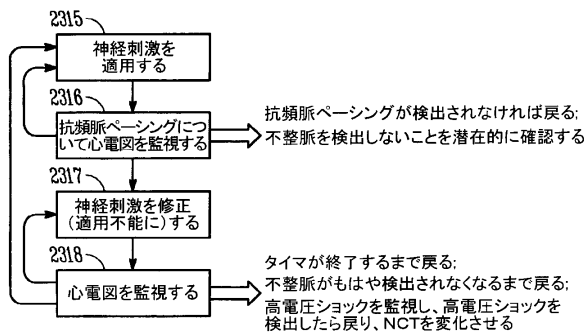 2315
神経刺激を
適用する
2316
抗頻脈ペーシングにつ
いて心電図を監視する
抗頻脈ペーシングが検出されなければ戻る;
不整脈を検出しないことを潜在的に確認する
2317
神経刺激を修正
(適用不能に)する
2318
心電図を監視する
タイマが終了するまで戻る;
不整脈がもはや検出されなくなるまで戻る;
高電圧ショックを監視し、高電圧ショックを
検出したら戻り、NCTを変化させる